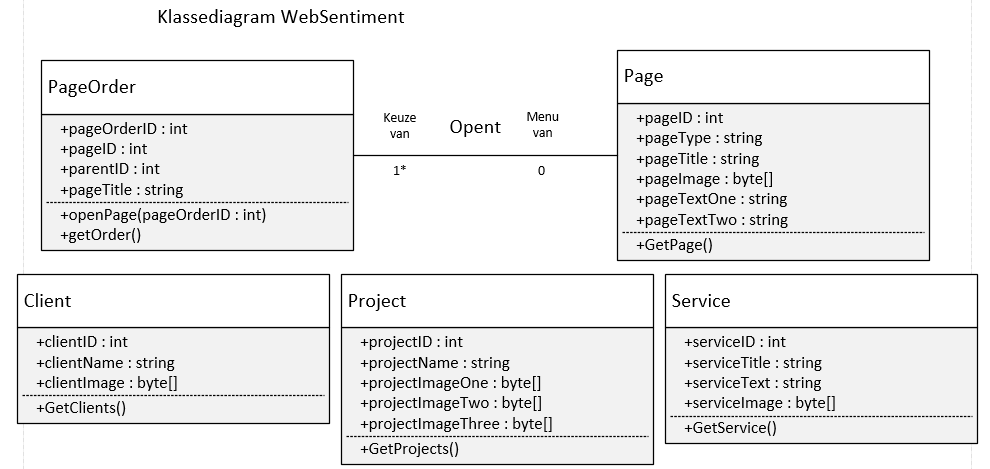 Klassediagram WebSentiment
PageOrder
+pageOrderID : int
+pageID : int
+parentID : int
+pageTitle : string
+openPage(pageOrderID : int)
+getOrder()
Keuze
van
Opent
Menu
van
1*
0
Page
+pageID : int
+pageType : string
+pageTitle : string
+pageImage : byte[]
+pageTextOne : string
+pageTextTwo : string
+GetPage()
Client
+clientID : int
+clientName : string
+clientImage : byte[]
+GetClients()
Project
+projectID : int
+projectName : string
+projectImageOne : byte[]
+projectImageTwo : byte[]
+projectImageThree : byte[]
+GetProjects()
Service
+serviceID : int
+serviceTitle : string
+serviceText : string
+serviceImage : byte[]
+GetService()